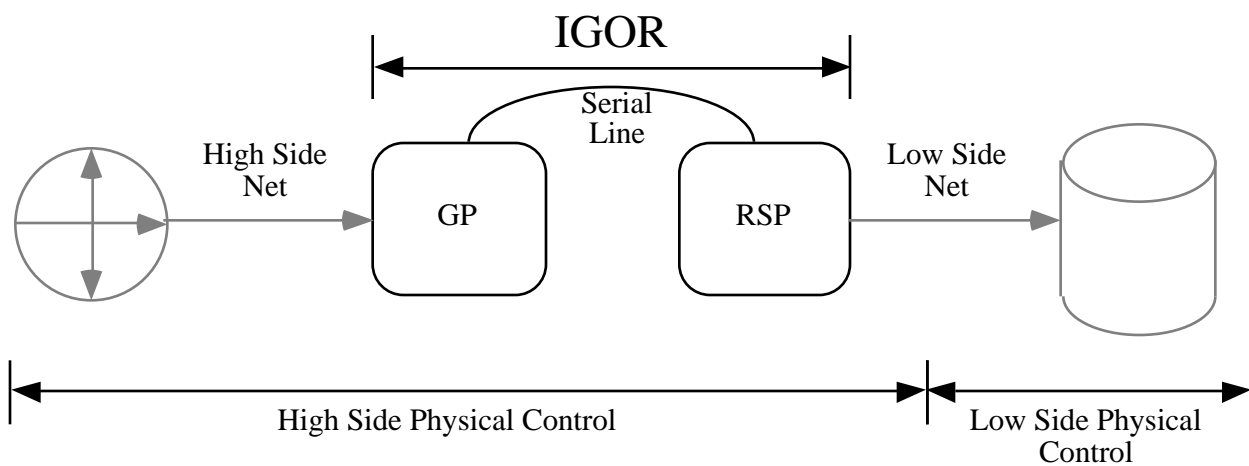 IGOR
Serial
Line
High Side
Net
Low Side
Net
GP
RSP
High Side Physical Control
Low Side Physical
Control